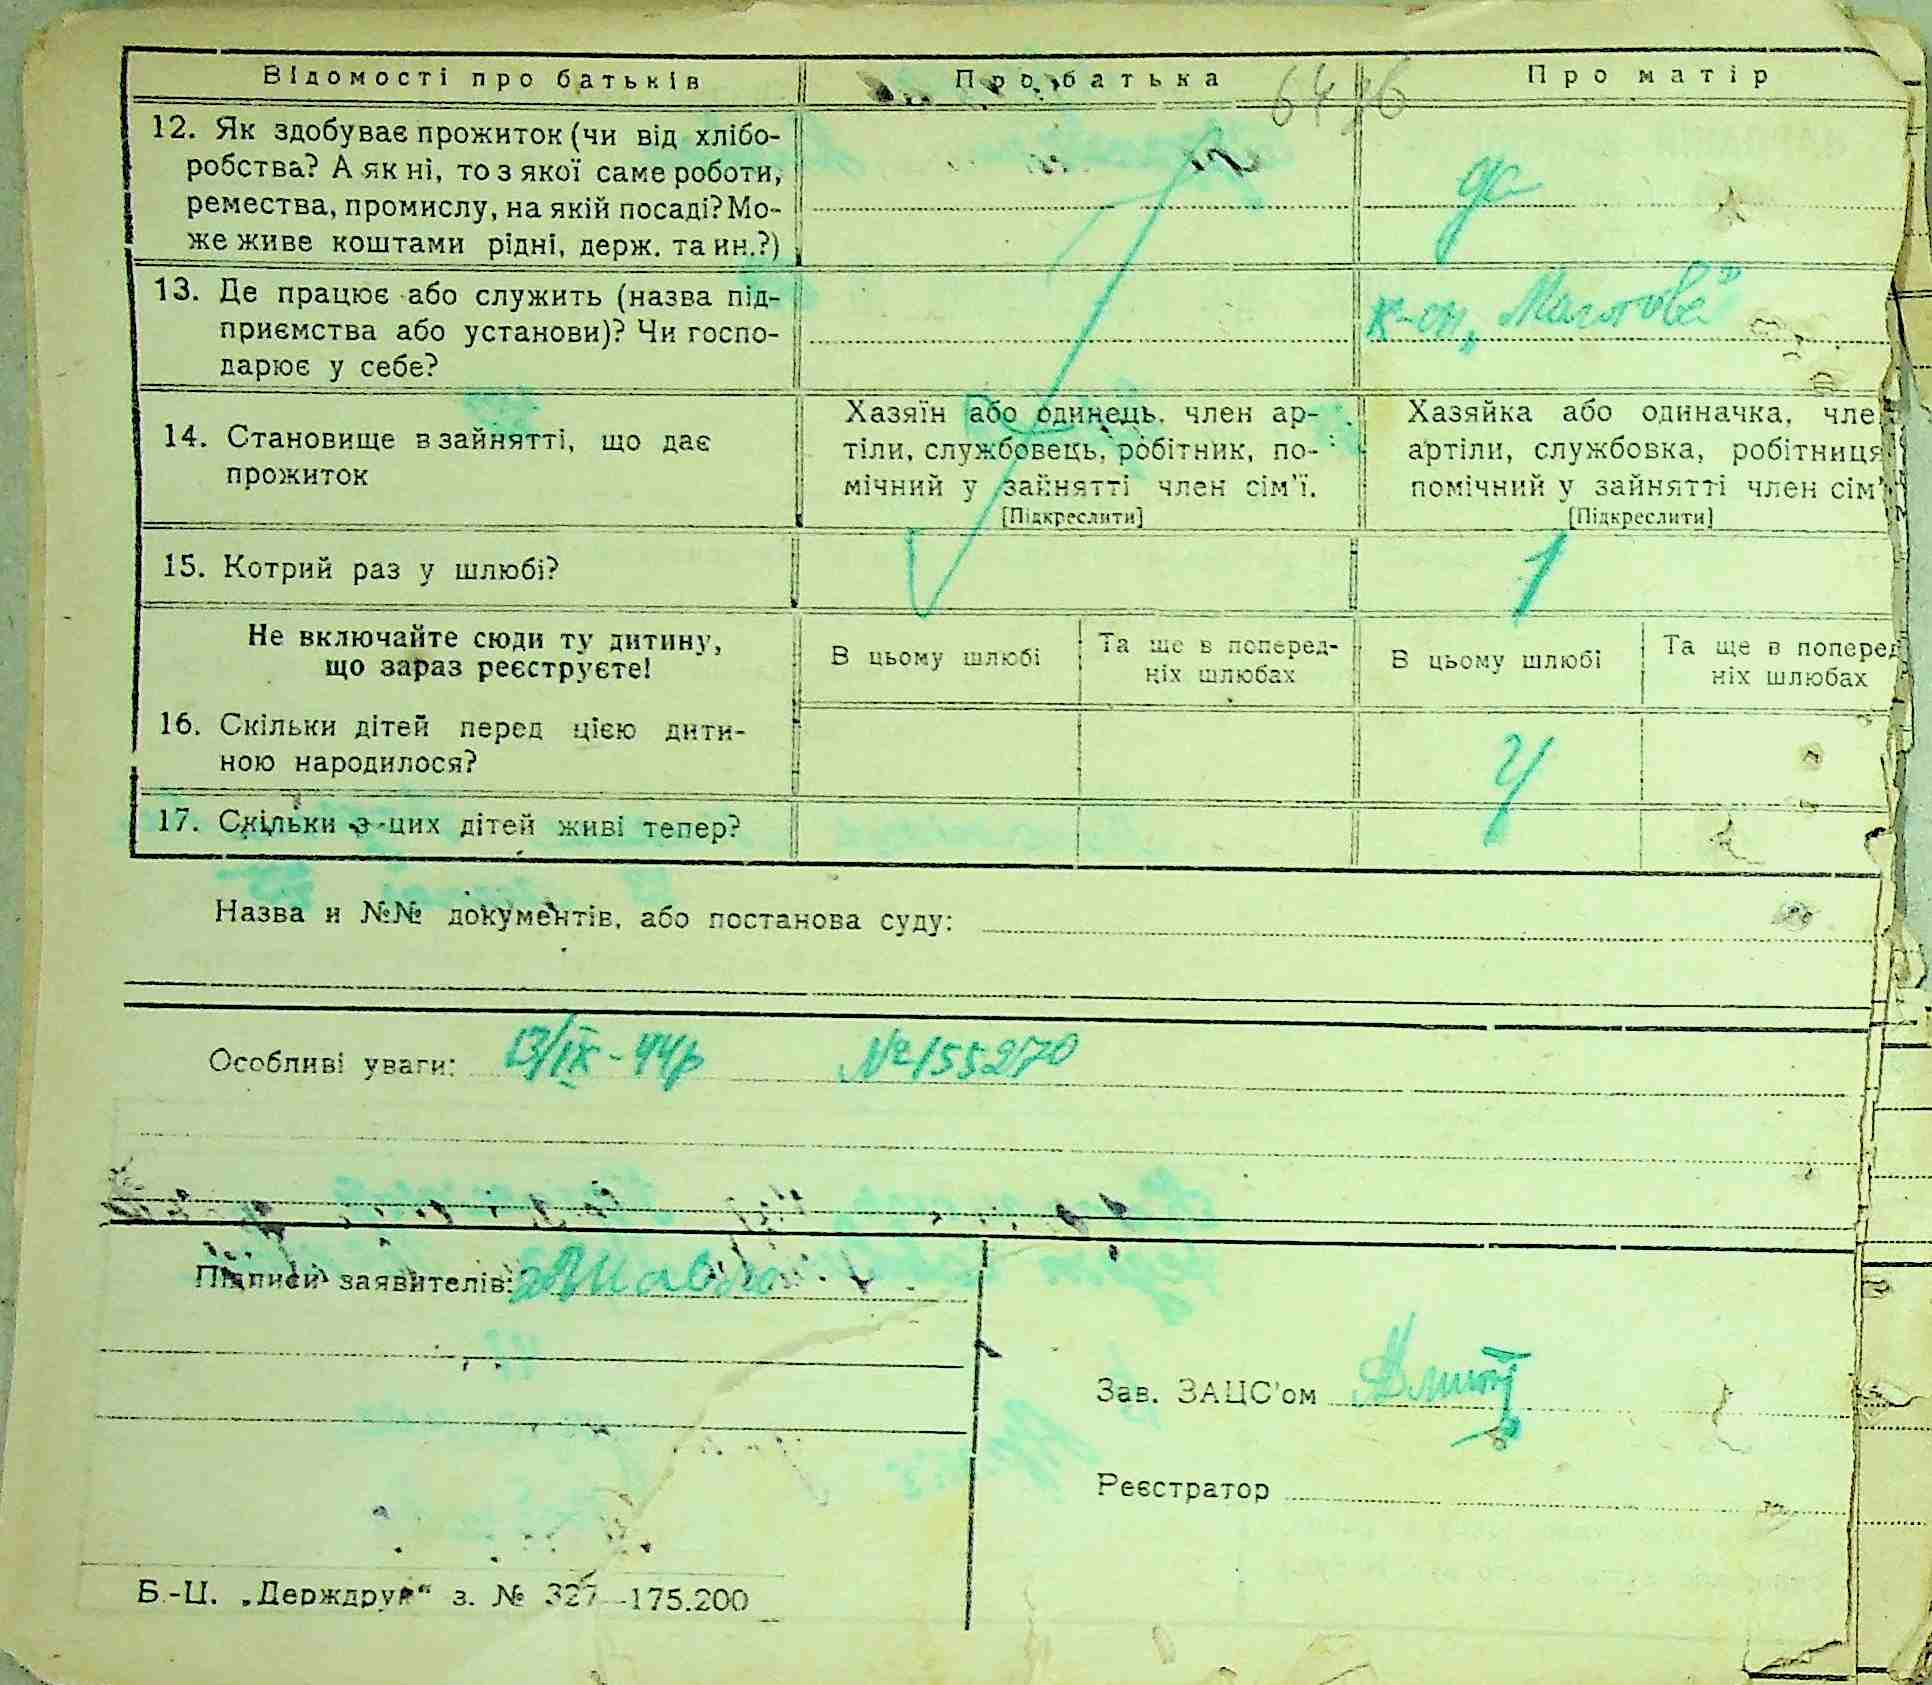 Відомості про батьків Про батька Про матір
12. Як здобуває прожиток (чи від хлібо-
робства? А як ні, то з якої саме роботи,
ремества, промислу, на якій посаді? Мо-
же живе коштами рідні, держ. та ин.?)
13. Де працює або служить (назва під-
приємства або установи)? Чи госпо-
дарює у себе?
„Молотова”
14. Становище в зайнятті, що дає
прожиток
Хазяїн або одинець, член ар-
тіли, службовець, робітник, по-
мічний у зайнятті член сім'ї.
[Підкреслити]
Хазяйка або одиначка, чле
артіли, службовка, робітниця
помічний у зайнятті член сім'
[Підкреслити]
15. Котрий раз у шлюбі?
1
Не включайте сюди ту дитину,
що зараз реєструєте!
В цьому шлюбі
Та ще в поперед-
ніх шлюбах
В цьому шлюбі
Та ще в поперед
ніх шлюбах
16. Скільки дітей перед цією дити-
ною народилося?
17. Скільки з цих дітей живі тепер?
Назва и №№ документів, або постанова суду:
Особливі уваги: 13/IX-44р №155270
Підписи заявителів:
Зав. ЗАЦС'ом
Реєстратор
Б.-Ц. „Держдрук“ з. № 327—175.200